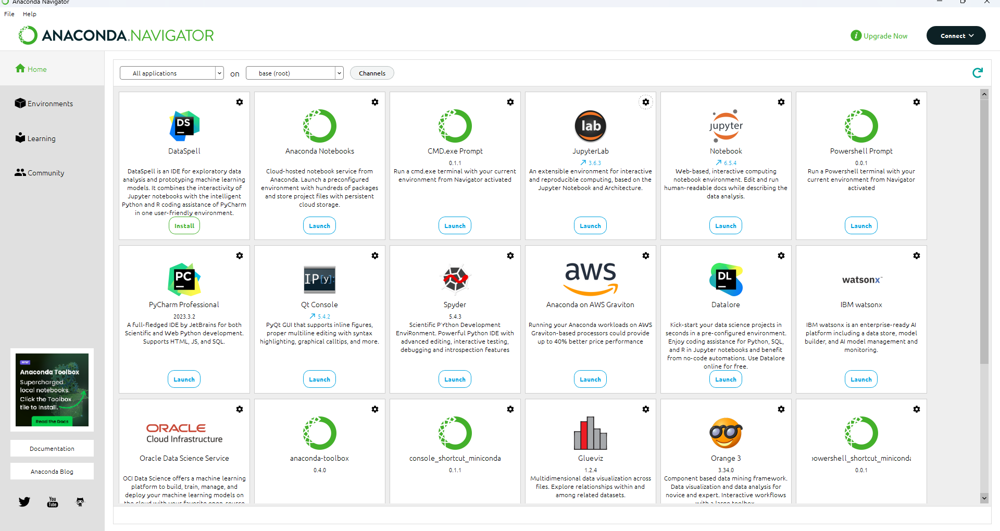 Anaconda Navigator
File Help
ANACONDA.NAVIGATOR
i Upgrade Now
Connect
Home
Environments
Learning
Community
All applications on base (root) Channels
DS
DataSpell
DataSpell is an IDE for exploratory data
analysis and prototyping machine learning
models. It combines the interactivity of
Jupyter notebooks with the intelligent
Python and R coding assistance of PyCharm
in one user-friendly environment.
Install
Anaconda Notebooks
Cloud-hosted notebook service from
Anaconda. Launch a preconfigured
environment with hundreds of packages
and store project files with persistent
cloud storage.
Launch
CMD.exe Prompt
0.1.1
Run a cmd.exe terminal with your current
environment from Navigator activated
Launch
lab
JupyterLab
3.6.3
An extensible environment for interactive
and reproducible computing, based on the
Jupyter Notebook and Architecture.
Launch
jupyter
Notebook
6.5.4
Web-based, interactive computing
notebook environment. Edit and run
human-readable docs while describing the
data analysis.
Launch
Powershell Prompt
0.0.1
Run a Powershell terminal with your
current environment from Navigator
activated
Launch
PC
PyCharm Professional
2023.3.2
A full-fledged IDE by JetBrains for both
Scientific and Web Python development.
Supports HTML, JS, and SQL.
Launch
IP[y]:
Qt Console
5.4.2
PyQt GUI that supports inline figures,
proper multiline editing with syntax
highlighting, graphical calltips, and more.
Launch
Spyder
5.4.3
Scientific PYthon Development
EnviRonment. Powerful Python IDE with
advanced editing, interactive testing,
debugging and introspection features
Launch
aws
Anaconda on AWS Graviton
Running your Anaconda workloads on AWS
Graviton-based processors could provide
up to 40% better price performance
Launch
DL
Datalore
Kick-start your data science projects in
seconds in a pre-configured environment.
Enjoy coding assistance for Python, SQL,
and R in Jupyter notebooks and benefit
from no-code automations. Use Datalore
online for free.
Launch
watsonx™
IBM watsonx
IBM watsonx is an enterprise-ready AI
platform including a data store, model
builder, and AI model management and
monitoring.
Launch
ORACLE
Cloud Infrastructure
Oracle Data Science Service
OCI Data Science offers a machine learning
platform to build, train, manage, and
deploy your machine learning models on
the cloud with your favorite open-source
anaconda-toolbox
0.4.0
console_shortcut_miniconda
0.1.1
Glueviz
1.2.4
Multidimensional data visualization across
files. Explore relationships within and
among related datasets.
Orange 3
3.34.0
Component based data mining framework.
Data visualization and data analysis for
novice and expert. Interactive workflows
with a large toolbox.
powershell_shortcut_miniconda
0.0.1
Anaconda Toolbox
Supercharged
local notebooks.
Click the Toolbox
tile to install.
Read the Docs
Documentation
Anaconda Blog
You
Tube